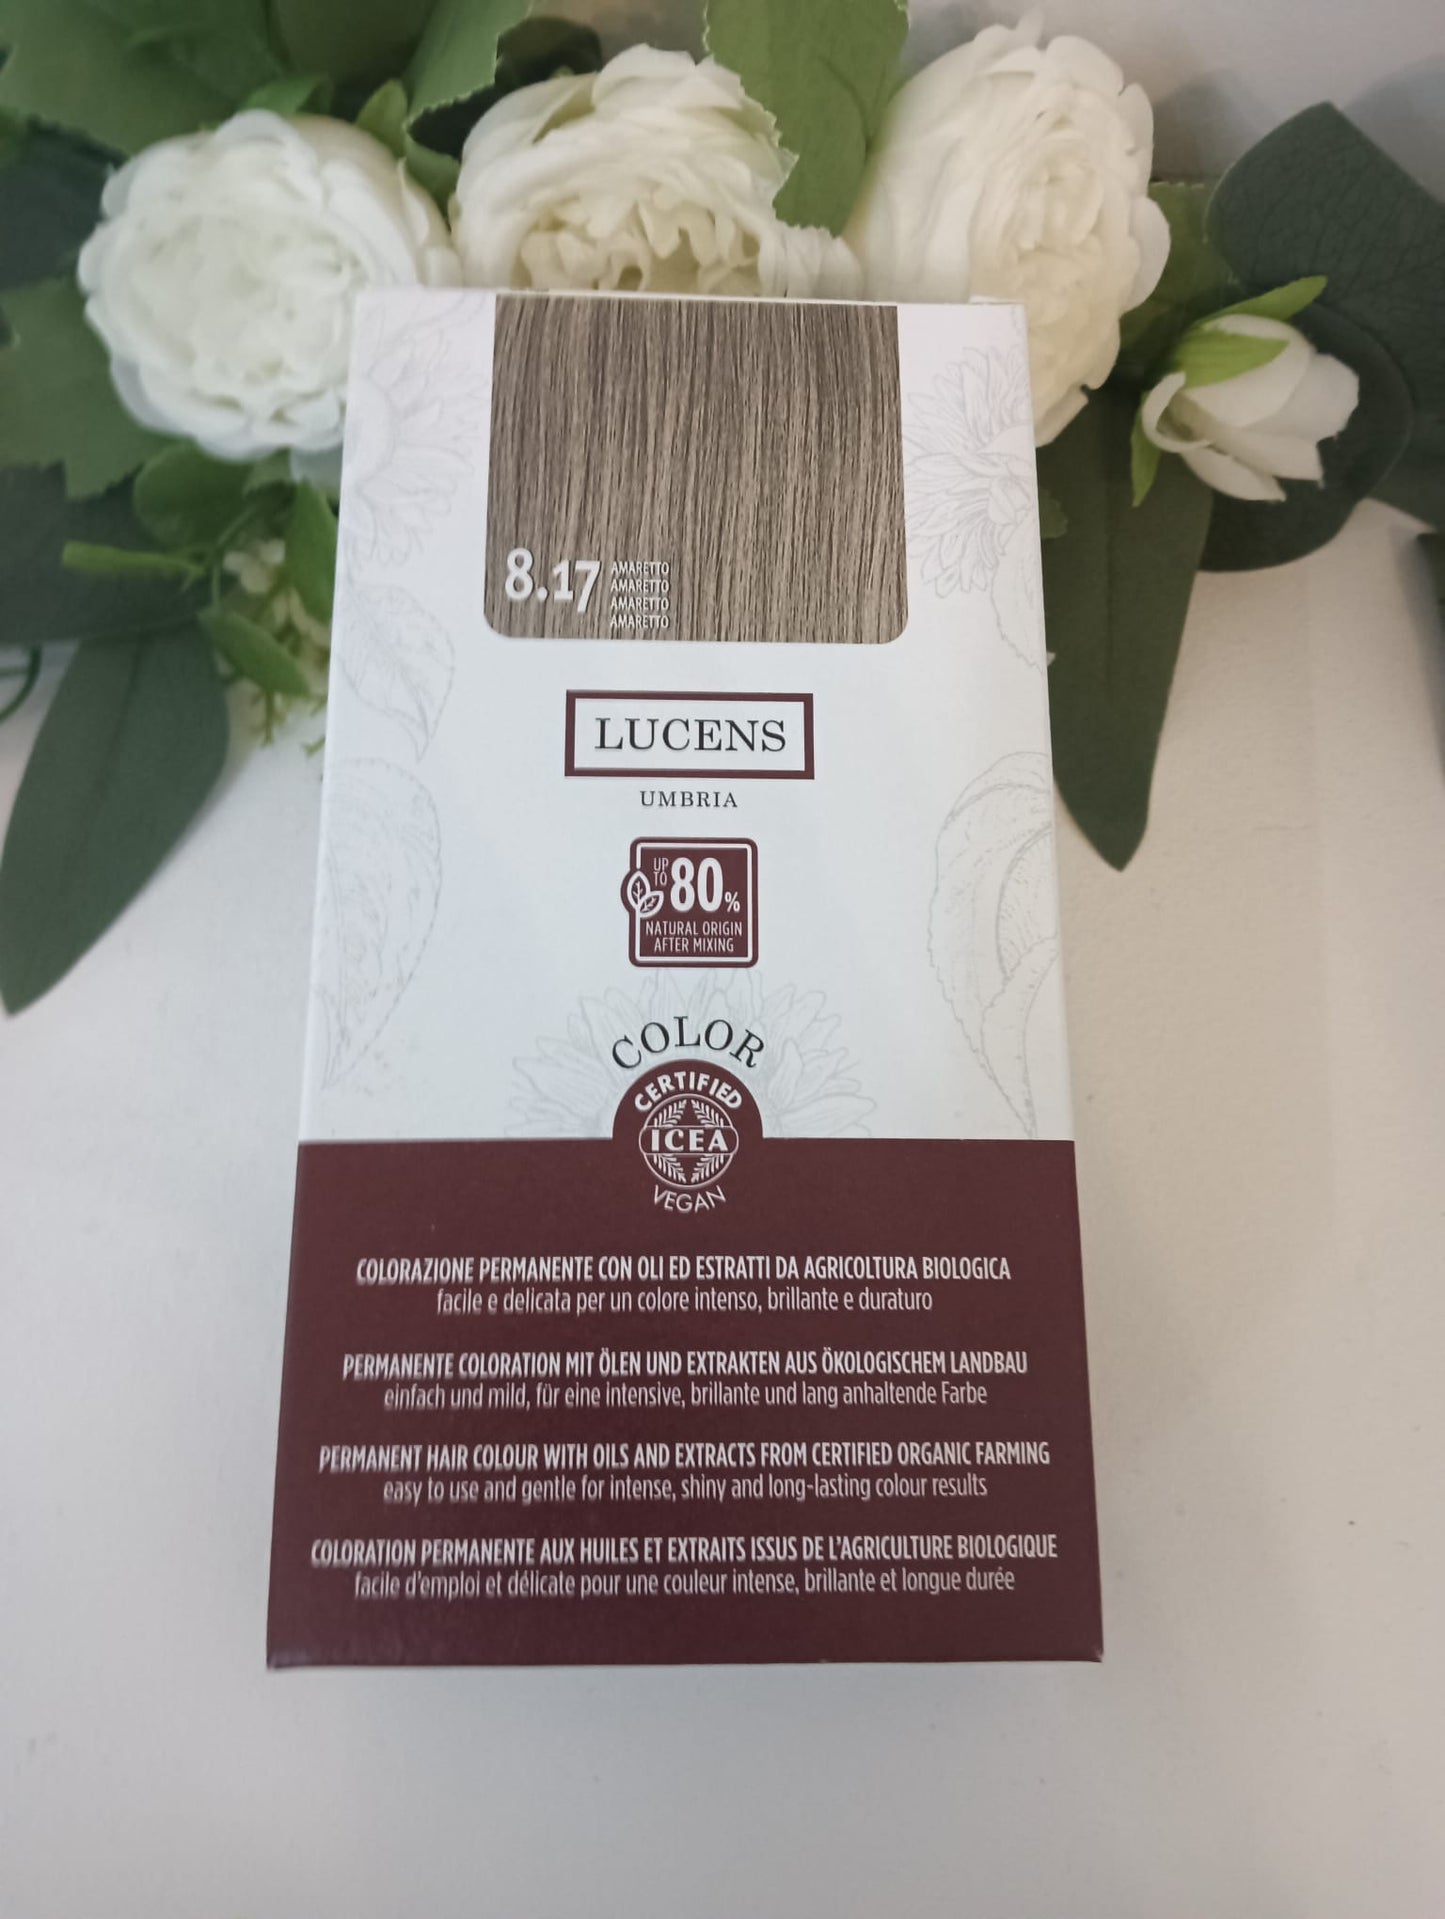 8.17
AMARETTO
AMARETTO
AMARETTO
AMARETTO
LUCENS
UMBRIA
UP TO 80%
NATURAL ORIGIN
AFTER MIXING
COLOR
CERTIFIED
ICEA
VEGAN
COLORAZIONE PERMANENTE CON OLI ED ESTRATTI DA AGRICOLTURA BIOLOGICA
facile e delicata per un colore intenso, brillante e duraturo
PERMANENTE COLORATION MIT ÖLEN UND EXTRAKTEN AUS ÖKOLOGISCHEM LANDBAU
einfach und mild, für eine intensive, brillante und lang anhaltende Farbe
PERMANENT HAIR COLOUR WITH OILS AND EXTRACTS FROM CERTIFIED ORGANIC FARMING
easy to use and gentle for intense, shiny and long-lasting colour results
COLORATION PERMANENTE AUX HUILES ET EXTRAITS ISSUS DE L'AGRICULTURE BIOLOGIQUE
facile d'emploi et délicate pour une couleur intense, brillante et longue durée